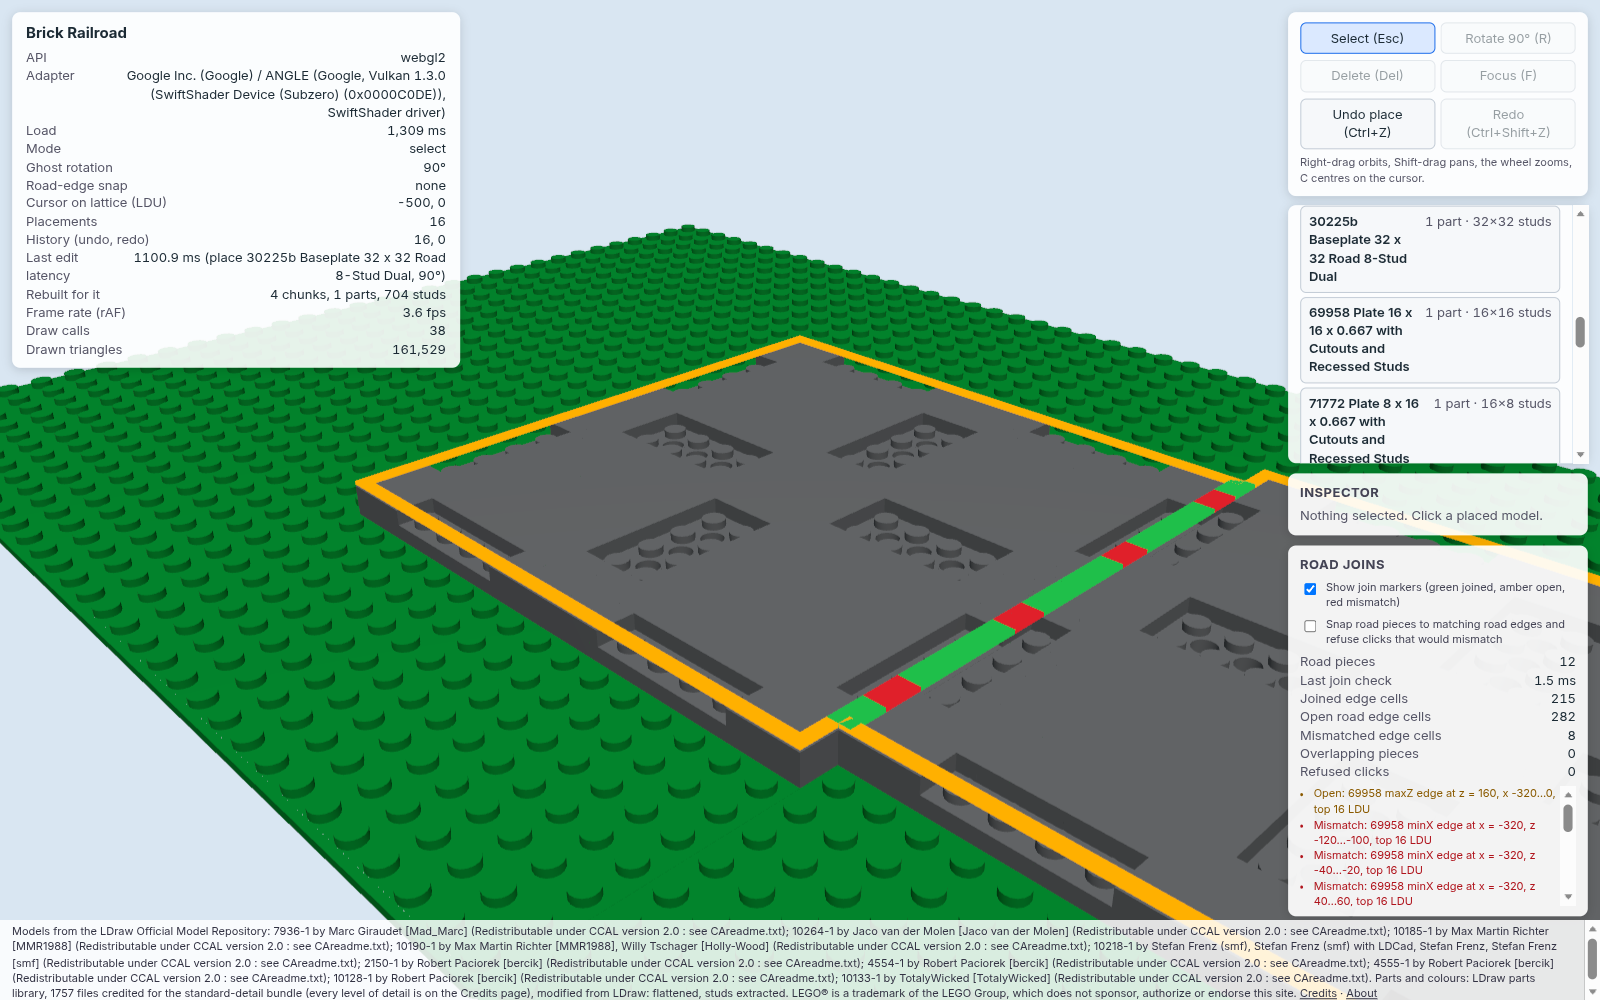 Brick Railroad
API webgl2
Adapter Google Inc. (Google) / ANGLE (Google, Vulkan 1.3.0
(SwiftShader Device (Subzero) (0x0000C0DE)),
SwiftShader driver)
Load 1,309 ms
Mode select
Ghost rotation 90°
Road-edge snap none
Cursor on lattice (LDU) -500, 0
Placements 16
History (undo, redo) 16, 0
Last edit 1100.9 ms (place 30225b Baseplate 32 x 32 Road
latency 8-Stud Dual, 90°)
Rebuilt for it 4 chunks, 1 parts, 704 studs
Frame rate (rAF) 3.6 fps
Draw calls 38
Drawn triangles 161,529
Select (Esc) Rotate 90° (R)
Delete (Del) Focus (F)
Undo place Redo
(Ctrl+Z) (Ctrl+Shift+Z)
Right-drag orbits, Shift-drag pans, the wheel zooms,
C centres on the cursor.
30225b 1 part · 32×32 studs
Baseplate 32 x
32 Road 8-Stud
Dual
69958 Plate 16 x 1 part · 16×16 studs
16 x 0.667 with
Cutouts and
Recessed Studs
71772 Plate 8 x 16 1 part · 16×8 studs
x 0.667 with
Cutouts and
Recessed Studs
INSPECTOR
Nothing selected. Click a placed model.
ROAD JOINS
Show join markers (green joined, amber open,
red mismatch)
Snap road pieces to matching road edges and
refuse clicks that would mismatch
Road pieces 12
Last join check 1.5 ms
Joined edge cells 215
Open road edge cells 282
Mismatched edge cells 8
Overlapping pieces 0
Refused clicks 0
• Open: 69958 maxZ edge at z = 160, x -320…0,
top 16 LDU
• Mismatch: 69958 minX edge at x = -320, z
-120…-100, top 16 LDU
• Mismatch: 69958 minX edge at x = -320, z
-40…-20, top 16 LDU
• Mismatch: 69958 minX edge at x = -320, z
40…60, top 16 LDU
Models from the LDraw Official Model Repository: 7936-1 by Marc Giraudet [Mad_Marc] (Redistributable under CCAL version 2.0 : see CAreadme.txt); 10264-1 by Jaco van der Molen [Jaco van der Molen] (Redistributable under CCAL version 2.0 : see CAreadme.txt); 10185-1 by Max Martin Richter
[MMR1988] (Redistributable under CCAL version 2.0 : see CAreadme.txt); 10190-1 by Max Martin Richter [MMR1988], Willy Tschager [Holly-Wood] (Redistributable under CCAL version 2.0 : see CAreadme.txt); 10218-1 by Stefan Frenz (smf), Stefan Frenz (smf) with LDCad, Stefan Frenz, Stefan Frenz
[smf] (Redistributable under CCAL version 2.0 : see CAreadme.txt); 2150-1 by Robert Paciorek [bercik] (Redistributable under CCAL version 2.0 : see CAreadme.txt); 4554-1 by Robert Paciorek [bercik] (Redistributable under CCAL version 2.0 : see CAreadme.txt); 4555-1 by Robert Paciorek [bercik]
(Redistributable under CCAL version 2.0 : see CAreadme.txt); 10128-1 by Robert Paciorek [bercik] (Redistributable under CCAL version 2.0 : see CAreadme.txt); 10133-1 by TotalyWicked [TotalyWicked] (Redistributable under CCAL version 2.0 : see CAreadme.txt). Parts and colours: LDraw parts
library, 1757 files credited for the standard-detail bundle (every level of detail is on the Credits page), modified from LDraw: flattened, studs extracted. LEGO® is a trademark of the LEGO Group, which does not sponsor, authorize or endorse this site. Credits · About